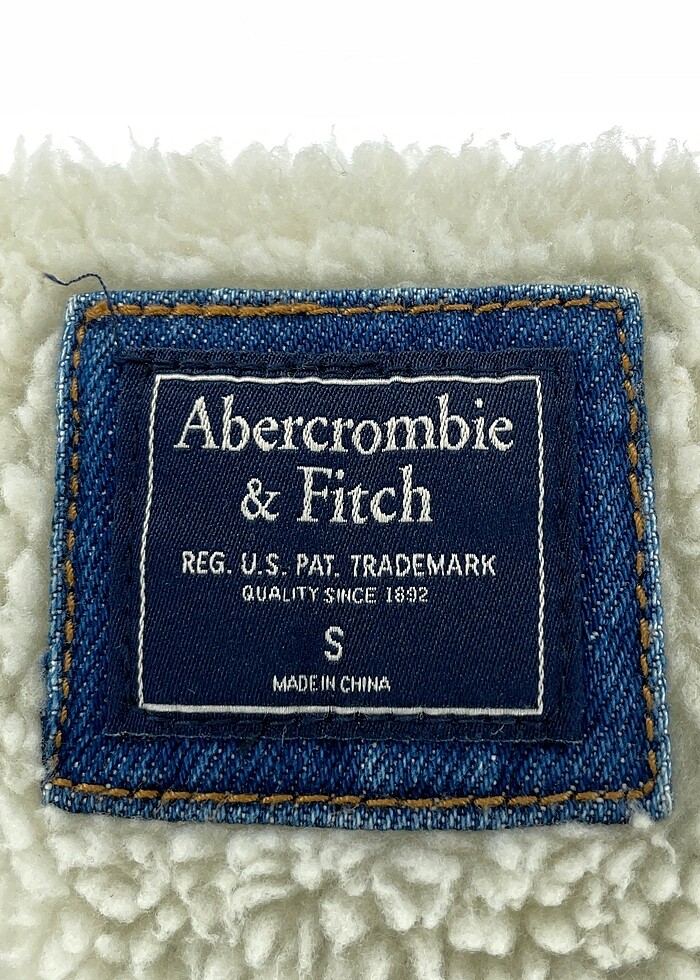 Abercrombie
& Fitch
REG. U.S. PAT. TRADEMARK
QUALITY SINCE 1892
S
MADE IN CHINA